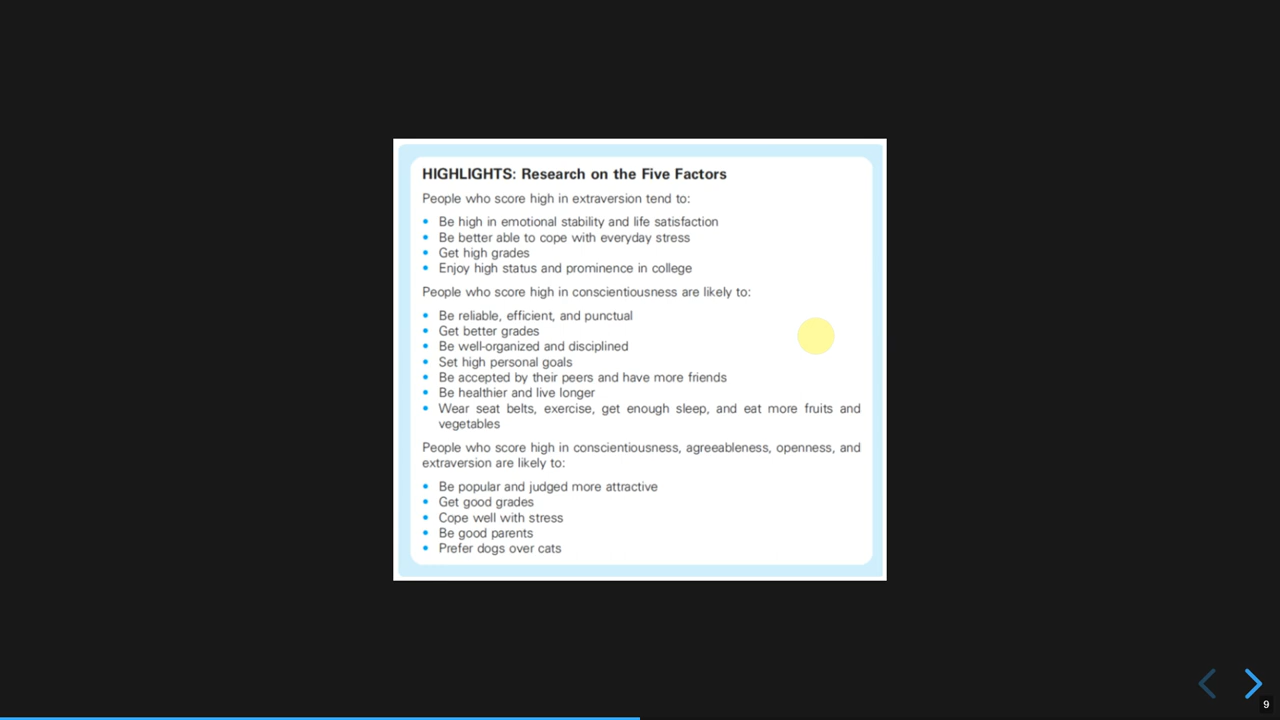 HIGHLIGHTS: Research on the Five Factors
People who score high in extraversion tend to:
• Be high in emotional stability and life satisfaction
• Be better able to cope with everyday stress
• Get high grades
• Enjoy high status and prominence in college
People who score high in conscientiousness are likely to:
• Be reliable, efficient, and punctual
• Get better grades
• Be well-organized and disciplined
• Set high personal goals
• Be accepted by their peers and have more friends
• Be healthier and live longer
• Wear seat belts, exercise, get enough sleep, and eat more fruits and
vegetables
People who score high in conscientiousness, agreeableness, openness, and
extraversion are likely to:
• Be popular and judged more attractive
• Get good grades
• Cope well with stress
• Be good parents
• Prefer dogs over cats
9